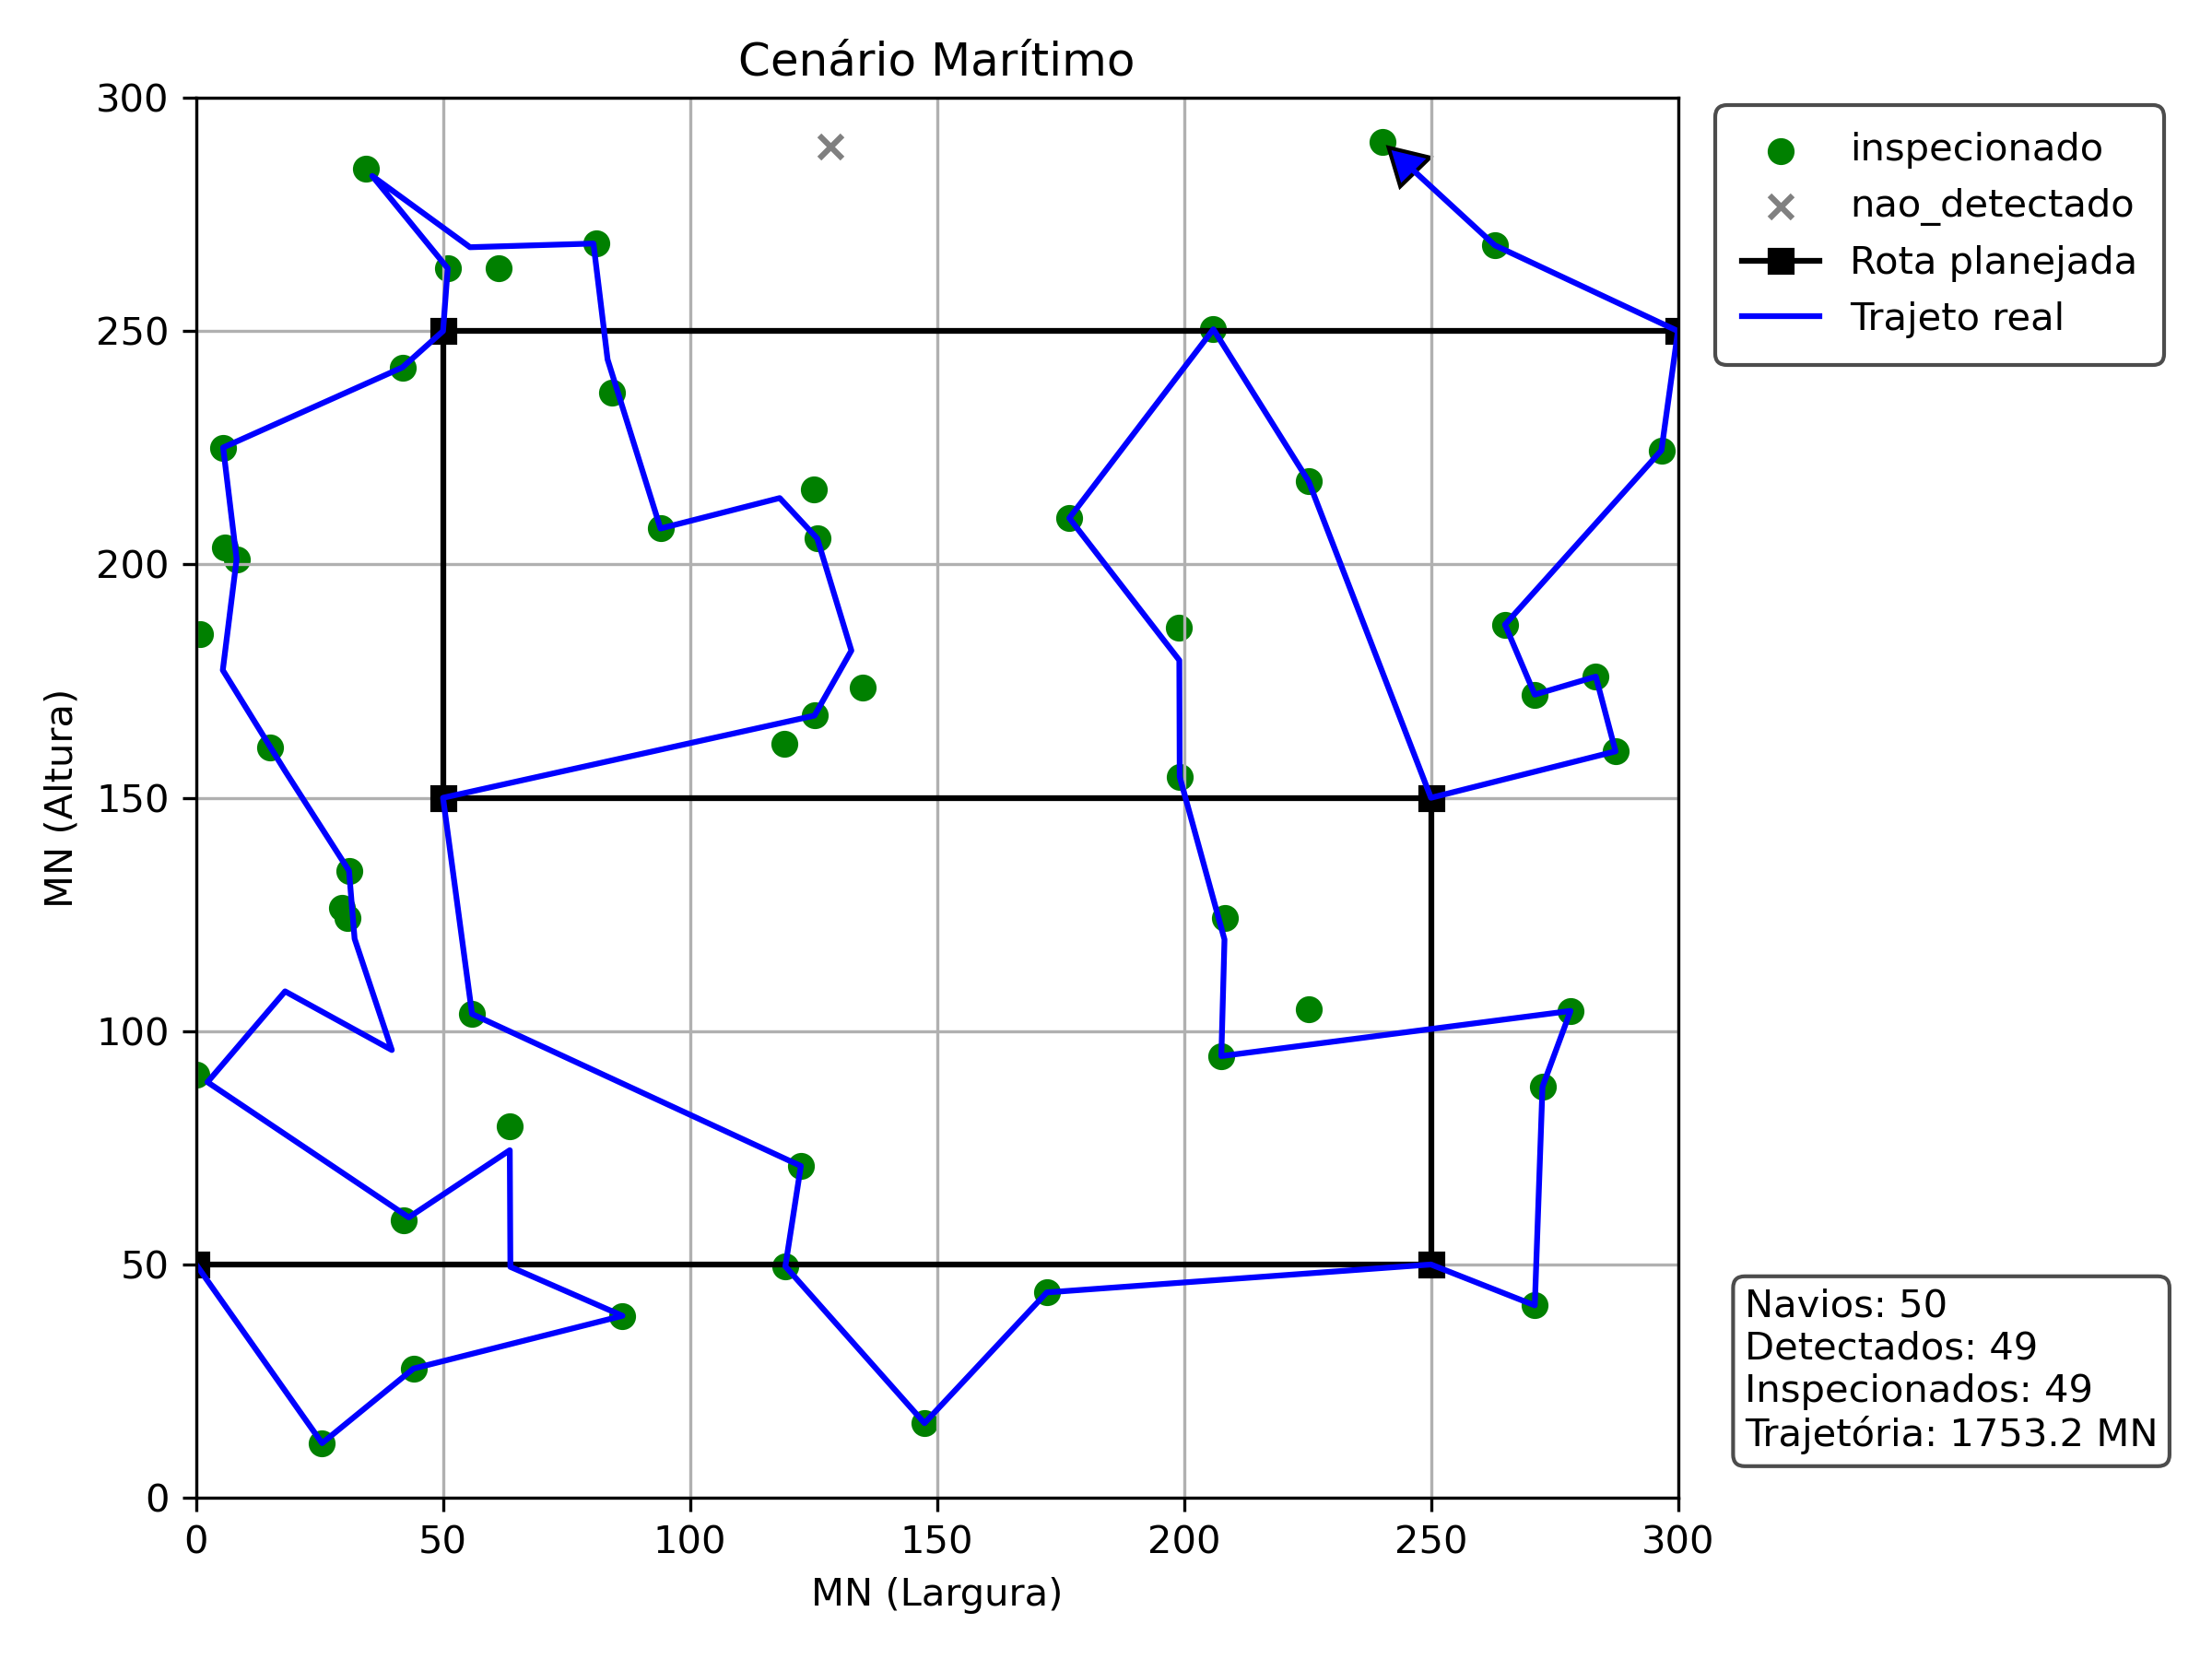 Cenário Marítimo
300
250
200
150
100
50
0
MN (Altura)
0 50 100 150 200 250 300
MN (Largura)
inspecionado
nao_detectado
Rota planejada
Trajeto real
Navios: 50
Detectados: 49
Inspecionados: 49
Trajetória: 1753.2 MN